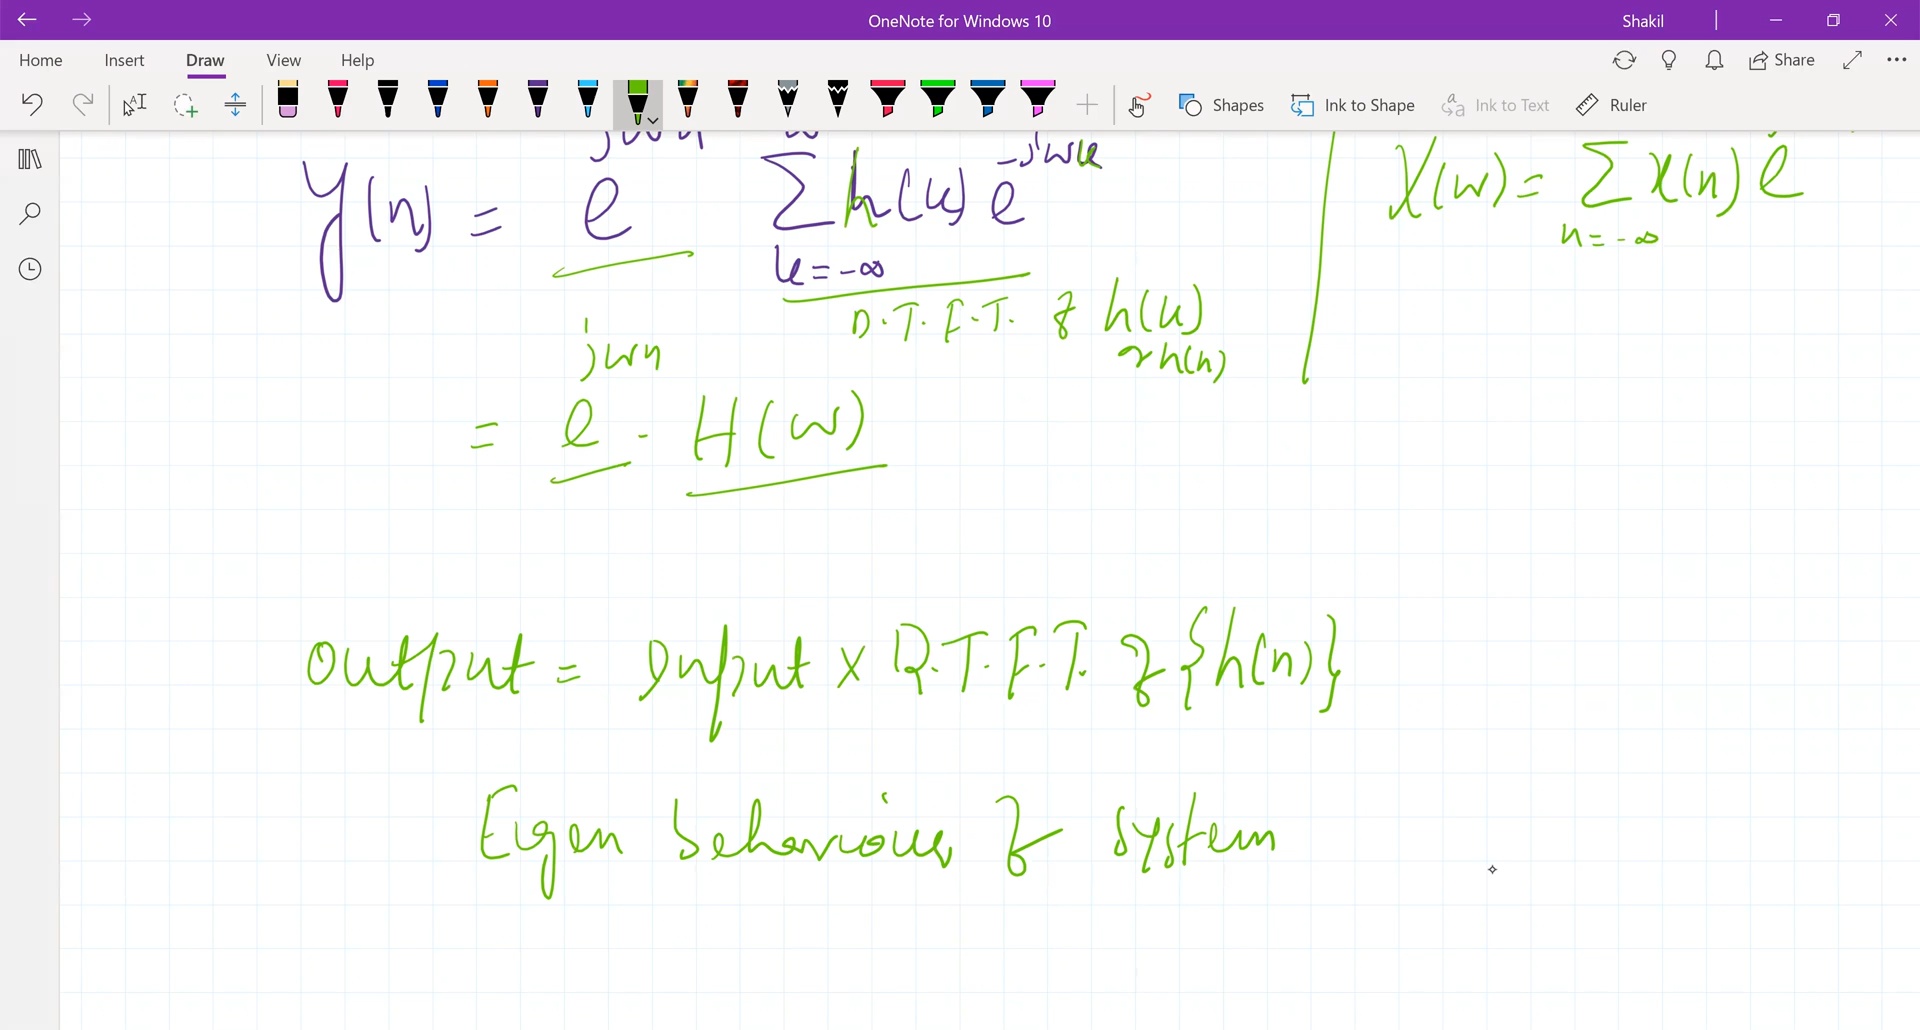 OneNote for Windows 10
Shakil
Home Insert Draw View Help
Share
Shapes Ink to Shape Ink to Text Ruler
y(n) = e^{jwn} ∑_{k=-∞}^{∞} h(k) e^{-jwk}
X(w) = ∑_{n=-∞} x(n) e
D.T.F.T. of h(k)
or h(n)
= e^{jwn} . H(w)
Output = Input x D.T.F.T. of {h(n)}
Eigen behaviour of system